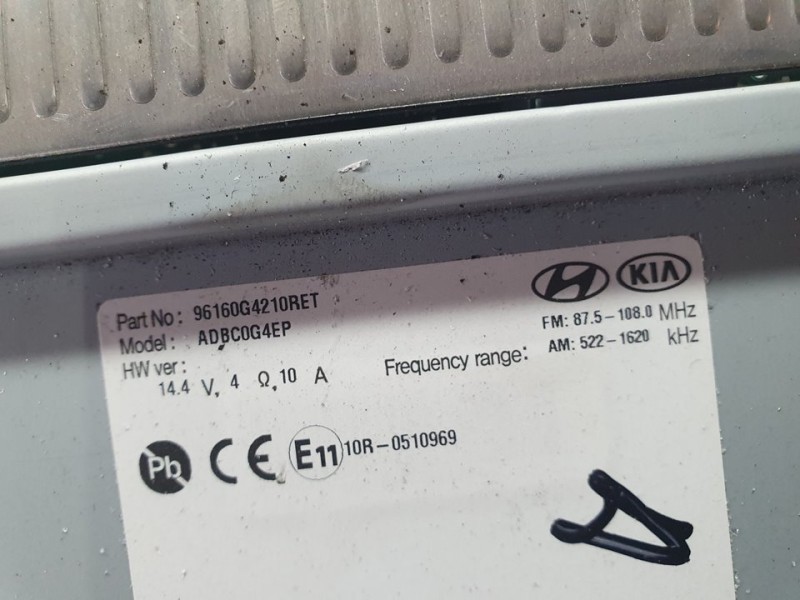 Part No: 96160G4210RET
Model: ADBC0G4EP
HW ver:
14.4 V, 4 Ω, 10 A
KIA
Frequency range: FM: 87.5-108.0 MHz
AM: 522-1620 kHz
Pb CE E11 10R-0510969